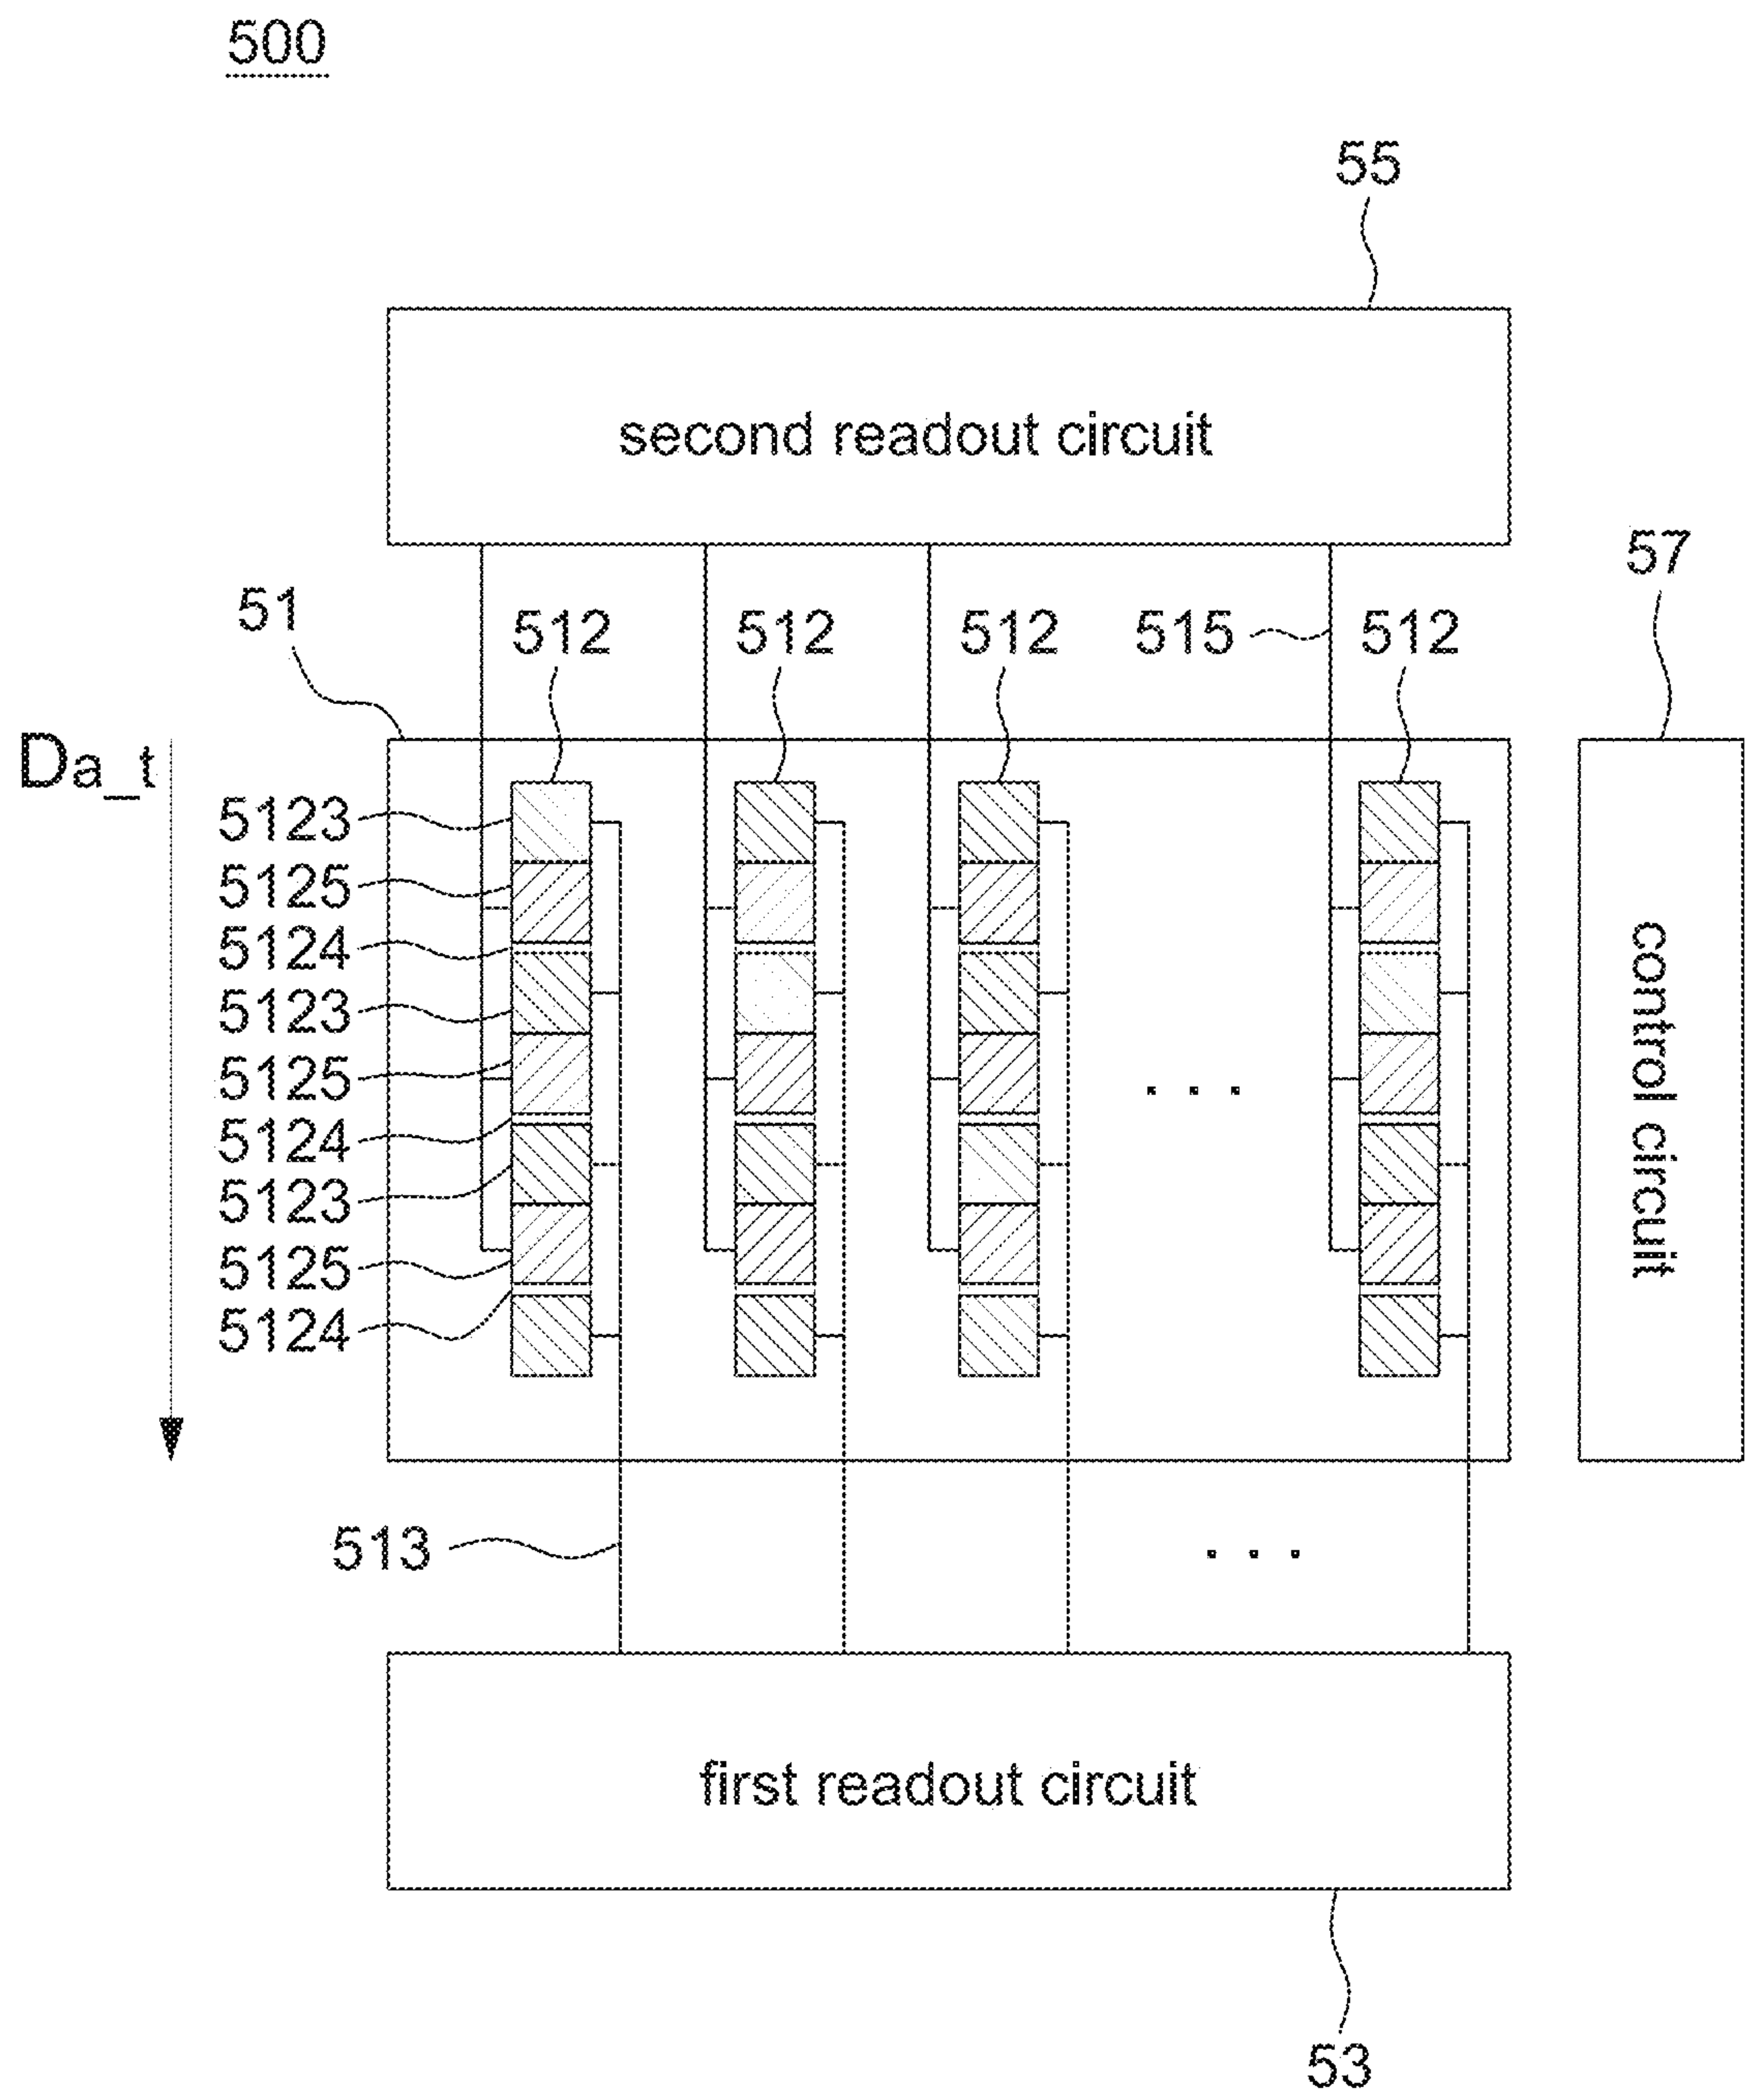 500
55
second readout circuit
57
51
512 512 512 515 512
Da_t
5123
5125
5124
5123
5125
5124
5123
5125
5124
. . .
control circuit
513
. . .
first readout circuit
53